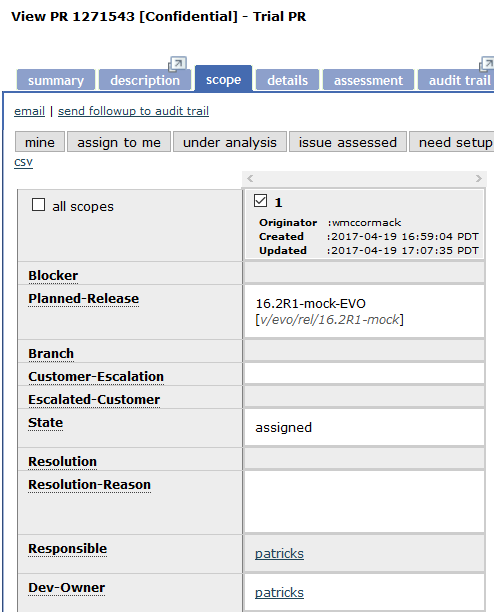 View PR 1271543 [Confidential] - Trial PR
summary description scope details assessment audit trail
email | send followup to audit trail
mine assign to me under analysis issue assessed need setup
csv
all scopes
1
Originator :wmccormack
Created :2017-04-19 16:59:04 PDT
Updated :2017-04-19 17:07:35 PDT
Blocker
Planned-Release
16.2R1-mock-EVO
[v/evo/rel/16.2R1-mock]
Branch
Customer-Escalation
Escalated-Customer
State
assigned
Resolution
Resolution-Reason
Responsible
patricks
Dev-Owner
patricks